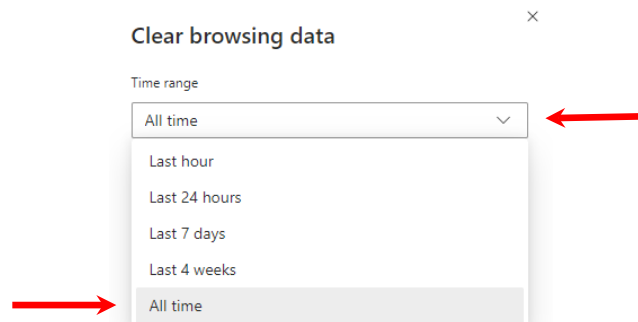 Clear browsing data
Time range
All time
Last hour
Last 24 hours
Last 7 days
Last 4 weeks
All time